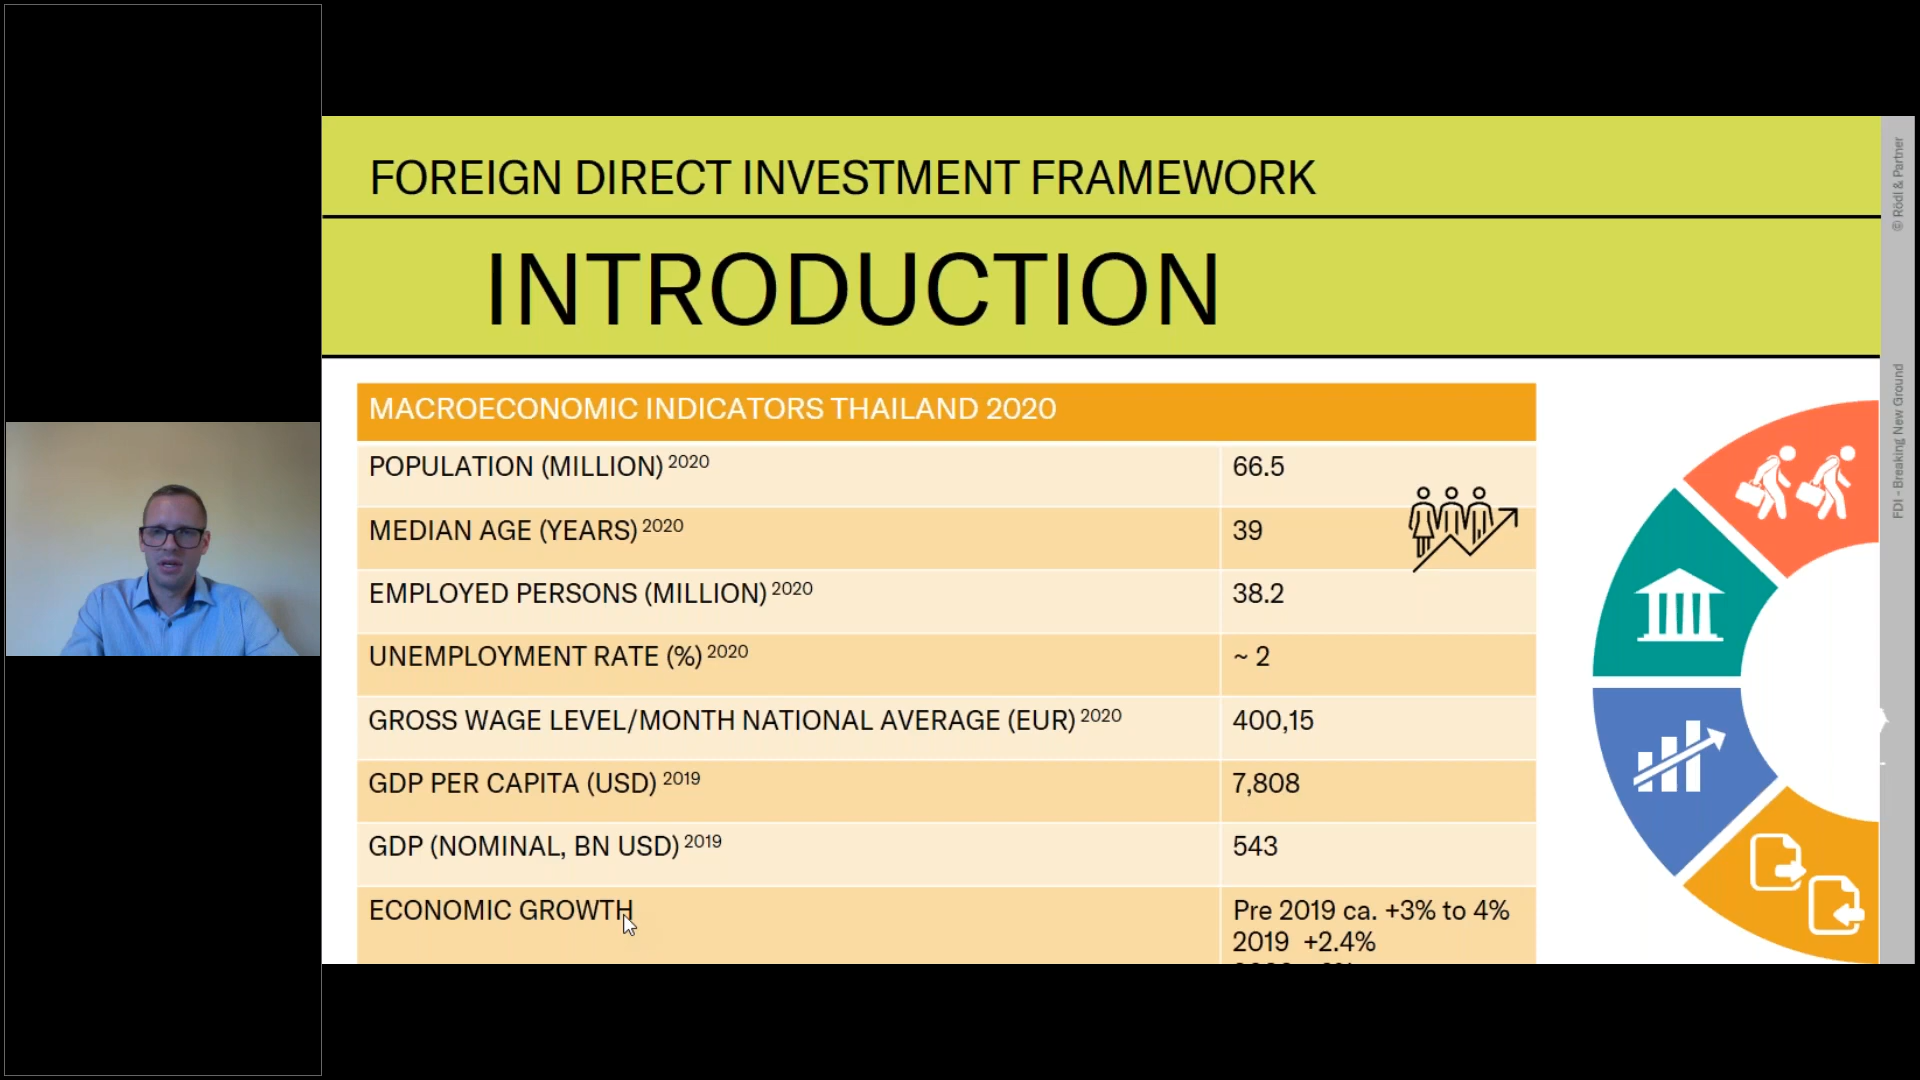 FOREIGN DIRECT INVESTMENT FRAMEWORK
INTRODUCTION
MACROECONOMIC INDICATORS THAILAND 2020
POPULATION (MILLION) 2020 66.5
MEDIAN AGE (YEARS) 2020 39
EMPLOYED PERSONS (MILLION) 2020 38.2
UNEMPLOYMENT RATE (%) 2020 ~ 2
GROSS WAGE LEVEL/MONTH NATIONAL AVERAGE (EUR) 2020 400,15
GDP PER CAPITA (USD) 2019 7,808
GDP (NOMINAL, BN USD) 2019 543
ECONOMIC GROWTH Pre 2019 ca. +3% to 4%
2019 +2.4%
© Rödl & Partner
FDI - Breaking New Ground